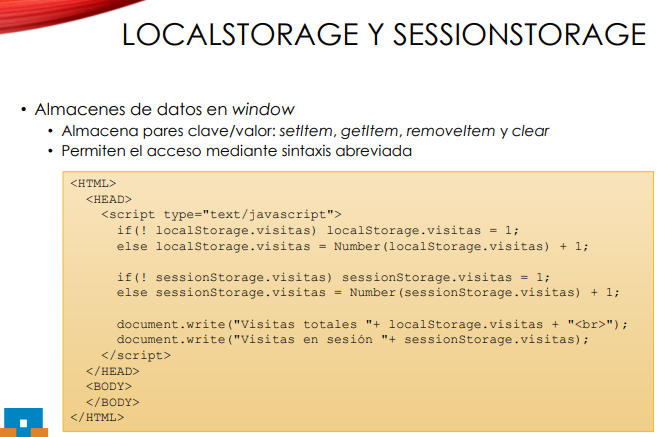 LOCALSTORAGE Y SESSIONSTORAGE
• Almacenes de datos en window
• Almacena pares clave/valor: setItem, getItem, removeItem y clear
• Permiten el acceso mediante sintaxis abreviada
<HTML>
  <HEAD>
    <script type="text/javascript">
      if(! localStorage.visitas) localStorage.visitas = 1;
      else localStorage.visitas = Number(localStorage.visitas) + 1;

      if(! sessionStorage.visitas) sessionStorage.visitas = 1;
      else sessionStorage.visitas = Number(sessionStorage.visitas) + 1;

      document.write("Visitas totales "+ localStorage.visitas + "<br>");
      document.write("Visitas en sesión "+ sessionStorage.visitas);
    </script>
  </HEAD>
  <BODY>
  </BODY>
</HTML>